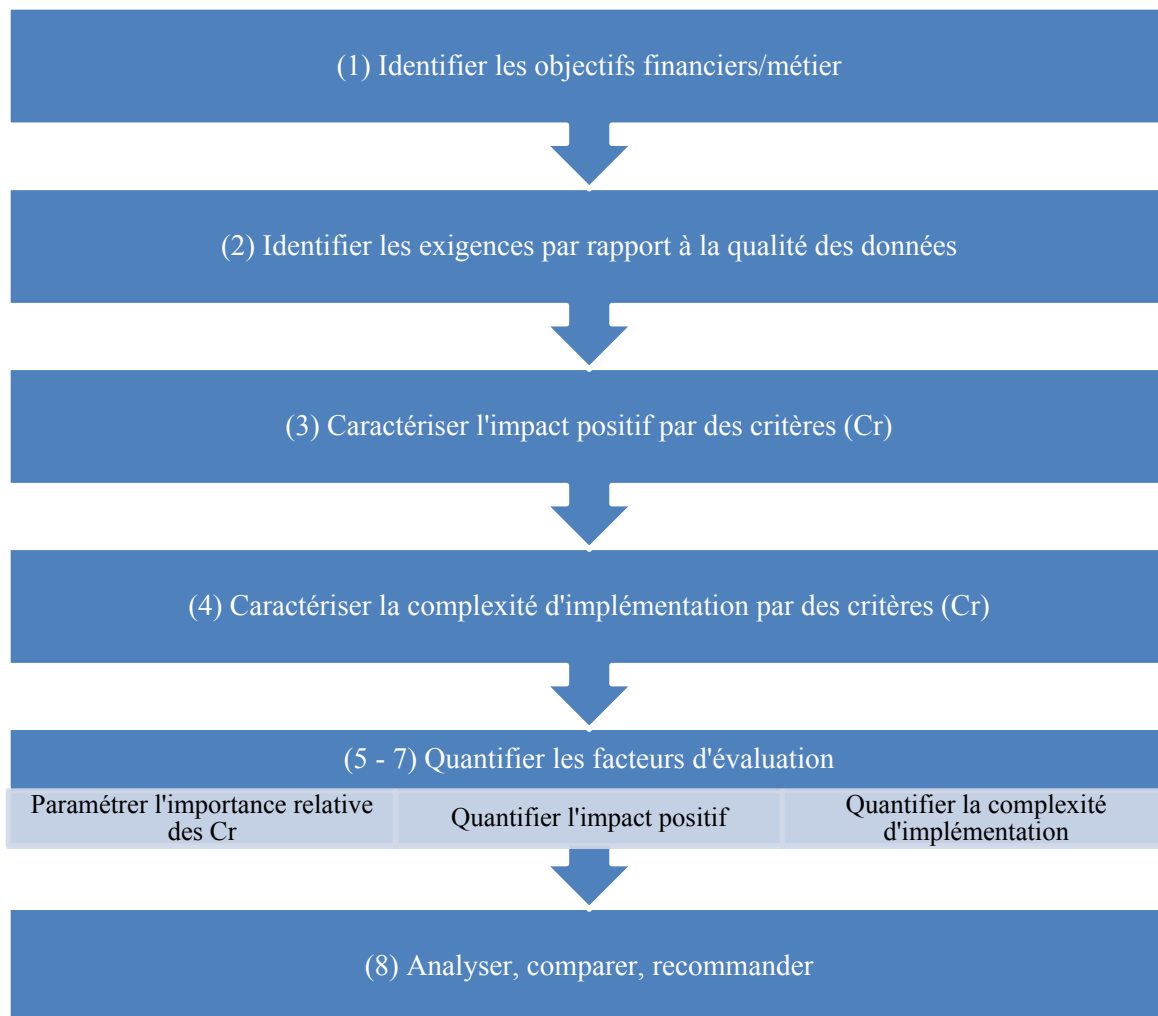 (1) Identifier les objectifs financiers/métier
(2) Identifier les exigences par rapport à la qualité des données
(3) Caractériser l'impact positif par des critères (Cr)
(4) Caractériser la complexité d'implémentation par des critères (Cr)
(5 - 7) Quantifier les facteurs d'évaluation
Paramétrer l'importance relative
des Cr
Quantifier l'impact positif
Quantifier la complexité
d'implémentation
(8) Analyser, comparer, recommander